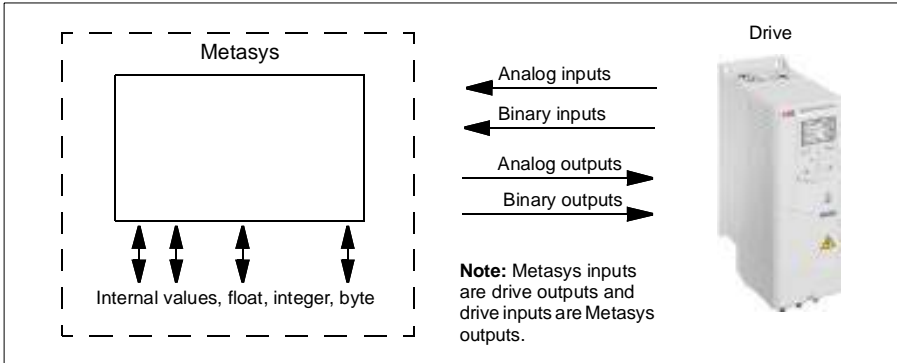 Metasys
Internal values, float, integer, byte
Analog inputs
Binary inputs
Analog outputs
Binary outputs
Note: Metasys inputs
are drive outputs and
drive inputs are Metasys
outputs.
Drive
ABB